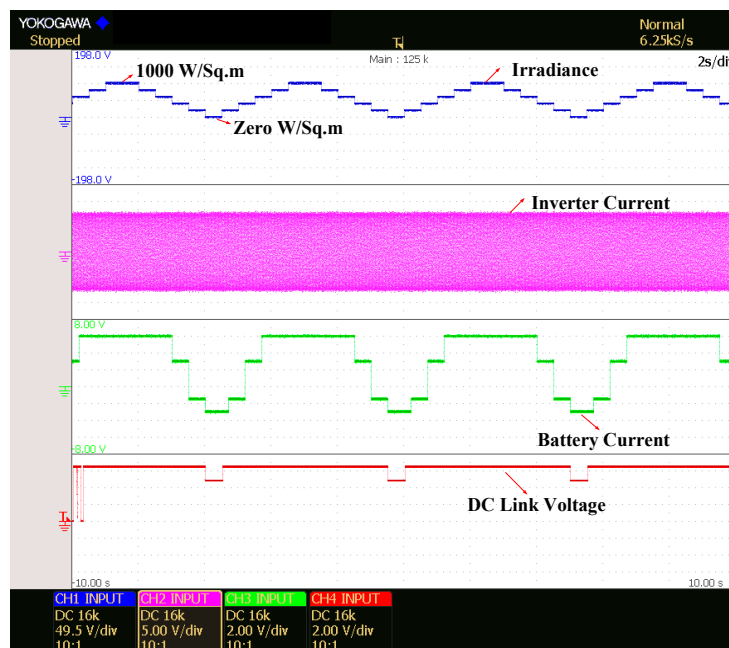 YOKOGAWA
Stopped
Normal
6.25kS/s
198.0 V
Main : 125 k
2s/di
1000 W/Sq.m
Irradiance
Zero W/Sq.m
-198.0 V
Inverter Current
8.00 V
Battery Current
-8.00 V
DC Link Voltage
-10.00 s
10.00 s
CH1 INPUT
DC 16k
49.5 V/div
10:1
CH2 INPUT
DC 16k
5.00 V/div
10:1
CH3 INPUT
DC 16k
2.00 V/div
10:1
CH4 INPUT
DC 16k
2.00 V/div
10:1